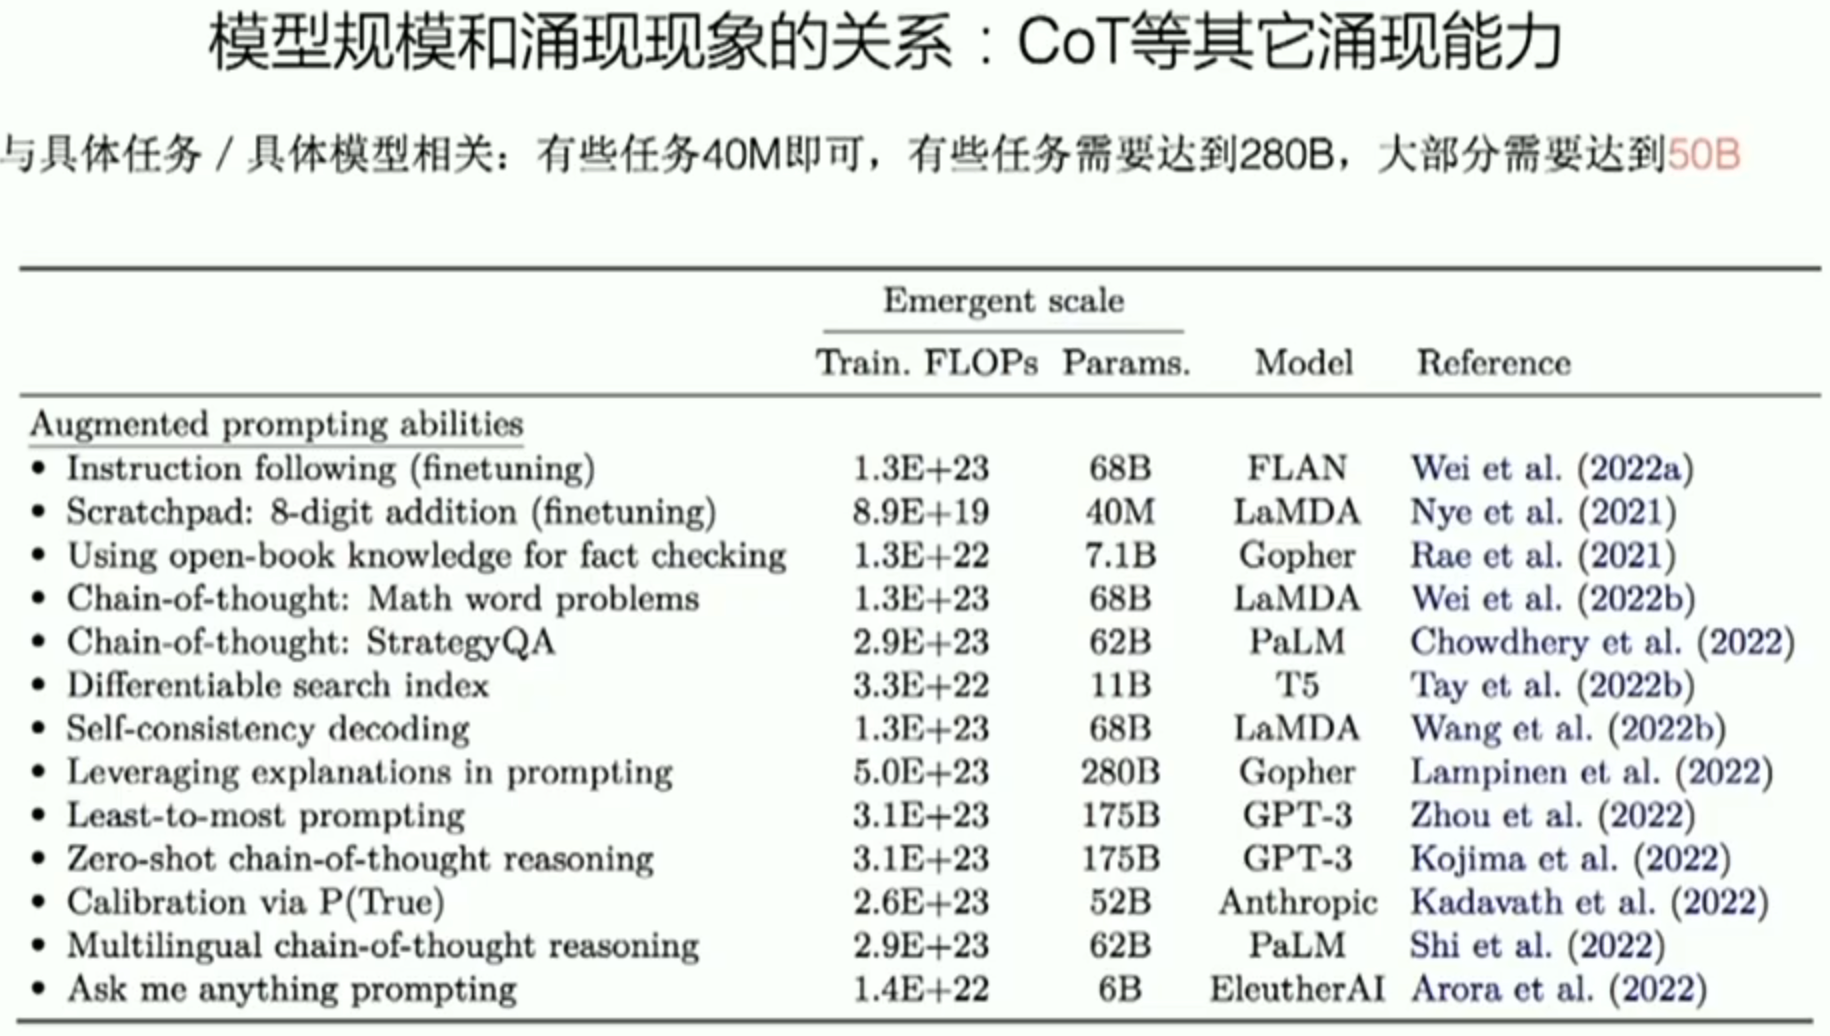 模型规模和涌现现象的关系：CoT等其它涌现能力
与具体任务 / 具体模型相关：有些任务40M即可，有些任务需要达到280B，大部分需要达到50B
Emergent scale
Train. FLOPs Params. Model Reference
Augmented prompting abilities
• Instruction following (finetuning) 1.3E+23 68B FLAN Wei et al. (2022a)
• Scratchpad: 8-digit addition (finetuning) 8.9E+19 40M LaMDA Nye et al. (2021)
• Using open-book knowledge for fact checking 1.3E+22 7.1B Gopher Rae et al. (2021)
• Chain-of-thought: Math word problems 1.3E+23 68B LaMDA Wei et al. (2022b)
• Chain-of-thought: StrategyQA 2.9E+23 62B PaLM Chowdhery et al. (2022)
• Differentiable search index 3.3E+22 11B T5 Tay et al. (2022b)
• Self-consistency decoding 1.3E+23 68B LaMDA Wang et al. (2022b)
• Leveraging explanations in prompting 5.0E+23 280B Gopher Lampinen et al. (2022)
• Least-to-most prompting 3.1E+23 175B GPT-3 Zhou et al. (2022)
• Zero-shot chain-of-thought reasoning 3.1E+23 175B GPT-3 Kojima et al. (2022)
• Calibration via P(True) 2.6E+23 52B Anthropic Kadavath et al. (2022)
• Multilingual chain-of-thought reasoning 2.9E+23 62B PaLM Shi et al. (2022)
• Ask me anything prompting 1.4E+22 6B EleutherAI Arora et al. (2022)